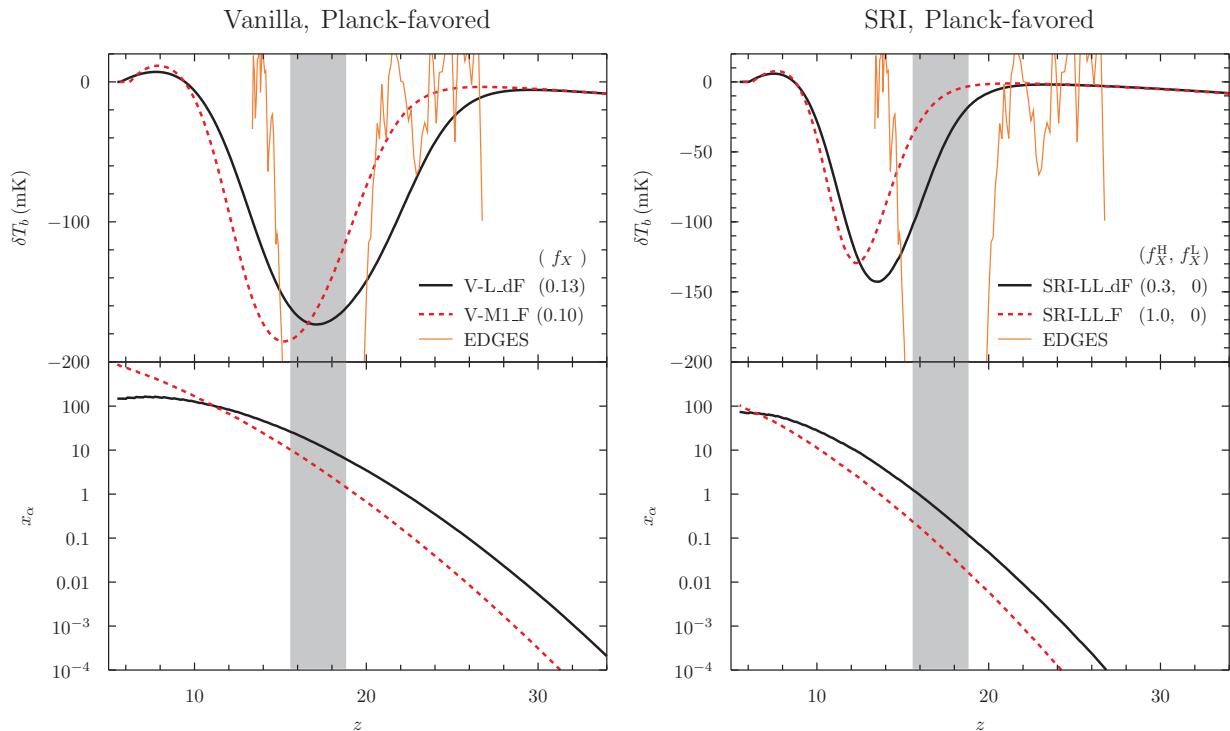 Vanilla, Planck-favored
SRI, Planck-favored
0
−100
−200
δT_b (mK)
( f_X )
V-L_dF (0.13)
V-M1_F (0.10)
EDGES
100
10
1
0.1
0.01
10⁻³
10⁻⁴
x_α
10
20
30
z
0
−50
−100
−150
−200
δT_b (mK)
(f_X^H, f_X^L)
SRI-LL_dF (0.3, 0)
SRI-LL_F (1.0, 0)
EDGES
100
10
1
0.1
0.01
10⁻³
10⁻⁴
x_α
10
20
30
z